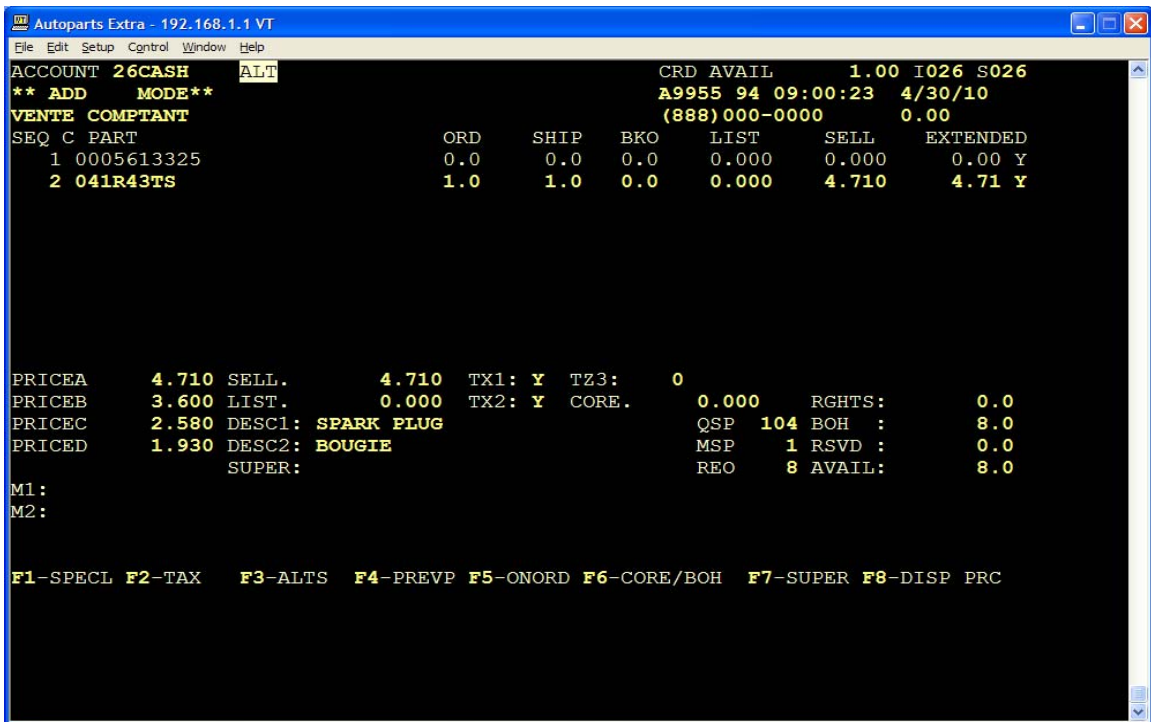 Autoparts Extra - 192.168.1.1 VT
File Edit Setup Control Window Help
ACCOUNT 26CASH ALT CRD AVAIL 1.00 I026 S026
** ADD MODE** A9955 94 09:00:23 4/30/10
VENTE COMPTANT (888)000-0000 0.00
SEQ C PART ORD SHIP BKO LIST SELL EXTENDED
1 0005613325 0.0 0.0 0.0 0.000 0.000 0.00 Y
2 041R43TS 1.0 1.0 0.0 0.000 4.710 4.71 Y
PRICEA 4.710 SELL. 4.710 TX1: Y TZ3: 0
PRICEB 3.600 LIST. 0.000 TX2: Y CORE. 0.000 RGHTS: 0.0
PRICEC 2.580 DESC1: SPARK PLUG QSP 104 BOH : 8.0
PRICED 1.930 DESC2: BOUGIE MSP 1 RSVD : 0.0
SUPER: REO 8 AVAIL: 8.0
M1:
M2:
F1-SPECL F2-TAX F3-ALTS F4-PREVP F5-ONORD F6-CORE/BOH F7-SUPER F8-DISP PRC